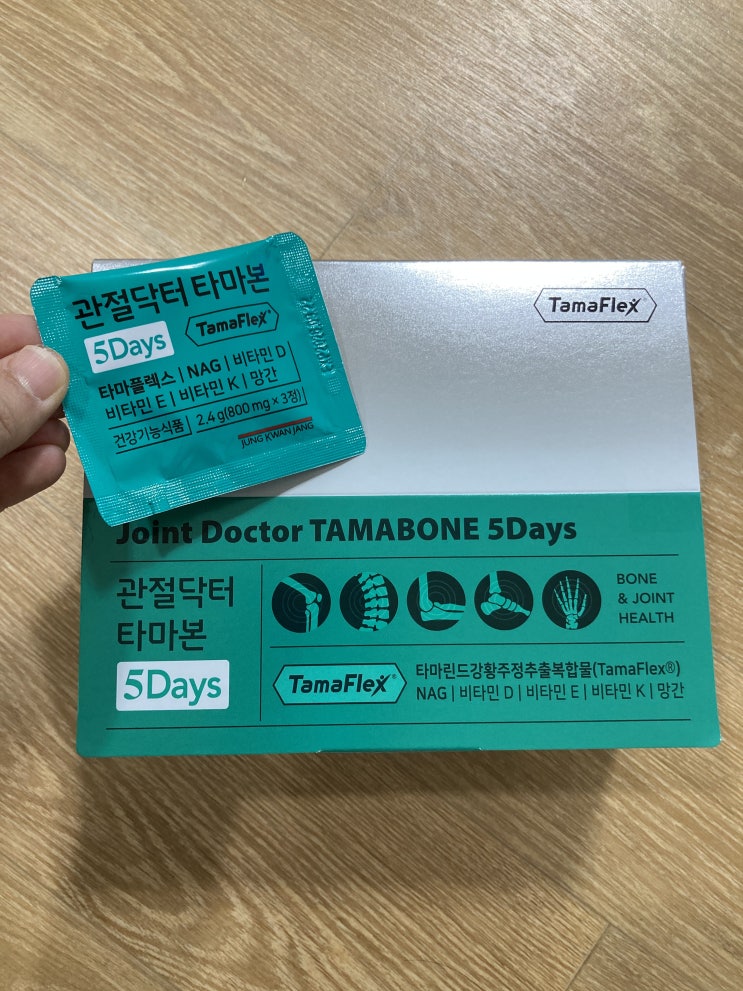 관절닥터 타마본
5Days
TamaFlex®
타마플렉스 | NAG | 비타민 D
비타민 E | 비타민 K | 망간
건강기능식품 | 2.4 g(800 mg x 3정)
JUNG KWAN JANG
TamaFlex
Joint Doctor TAMABONE 5Days
관절닥터
타마본
5Days
BONE
& JOINT
HEALTH
TamaFlex®
타마린드강황주정추출복합물(TamaFlex®)
NAG | 비타민 D | 비타민 E | 비타민 K | 망간